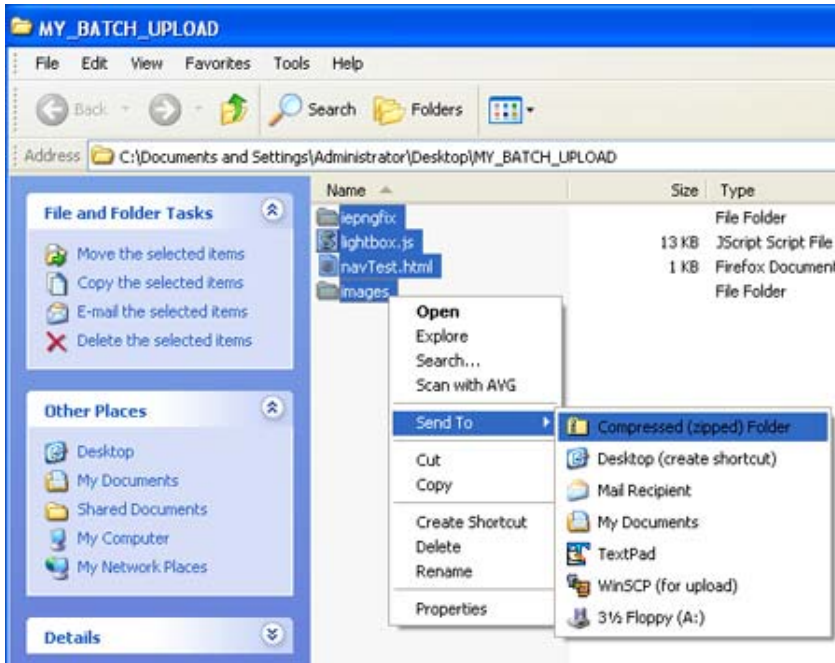 MY_BATCH_UPLOAD
File Edit View Favorites Tools Help
Back Search Folders
Address C:\Documents and Settings\Administrator\Desktop\MY_BATCH_UPLOAD
Name Size Type
File and Folder Tasks
Move the selected items
Copy the selected items
E-mail the selected items
Delete the selected items
Other Places
Desktop
My Documents
Shared Documents
My Computer
My Network Places
Details
iepngfix File Folder
lightbox.js 13 KB JScript Script File
navTest.html 1 KB Firefox Document
images File Folder
Open
Explore
Search...
Scan with AVG
Send To
Cut
Copy
Create Shortcut
Delete
Rename
Properties
Compressed (zipped) Folder
Desktop (create shortcut)
Mail Recipient
My Documents
TextPad
WinSCP (for upload)
3½ Floppy (A:)